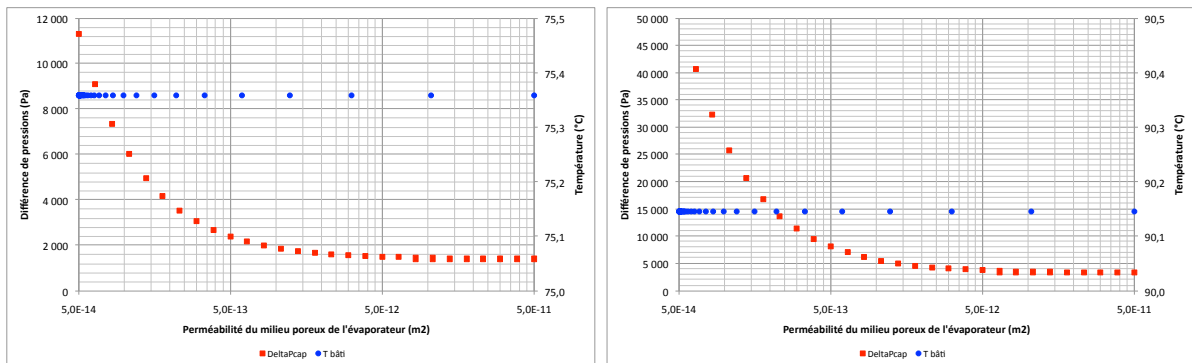 12 000
10 000
8 000
6 000
4 000
2 000
0
Différence de pressions (Pa)
75,5
75,4
75,3
75,2
75,1
75,0
Température (°C)
5,0E-14
5,0E-13
5,0E-12
5,0E-11
Perméabilité du milieu poreux de l'évaporateur (m2)
DeltaPcap
T bâti
50 000
45 000
40 000
35 000
30 000
25 000
20 000
15 000
10 000
5 000
0
Différence de pressions (Pa)
90,5
90,4
90,3
90,2
90,1
90,0
Température (°C)
5,0E-14
5,0E-13
5,0E-12
5,0E-11
Perméabilité du milieu poreux de l'évaporateur (m2)
DeltaPcap
T bâti